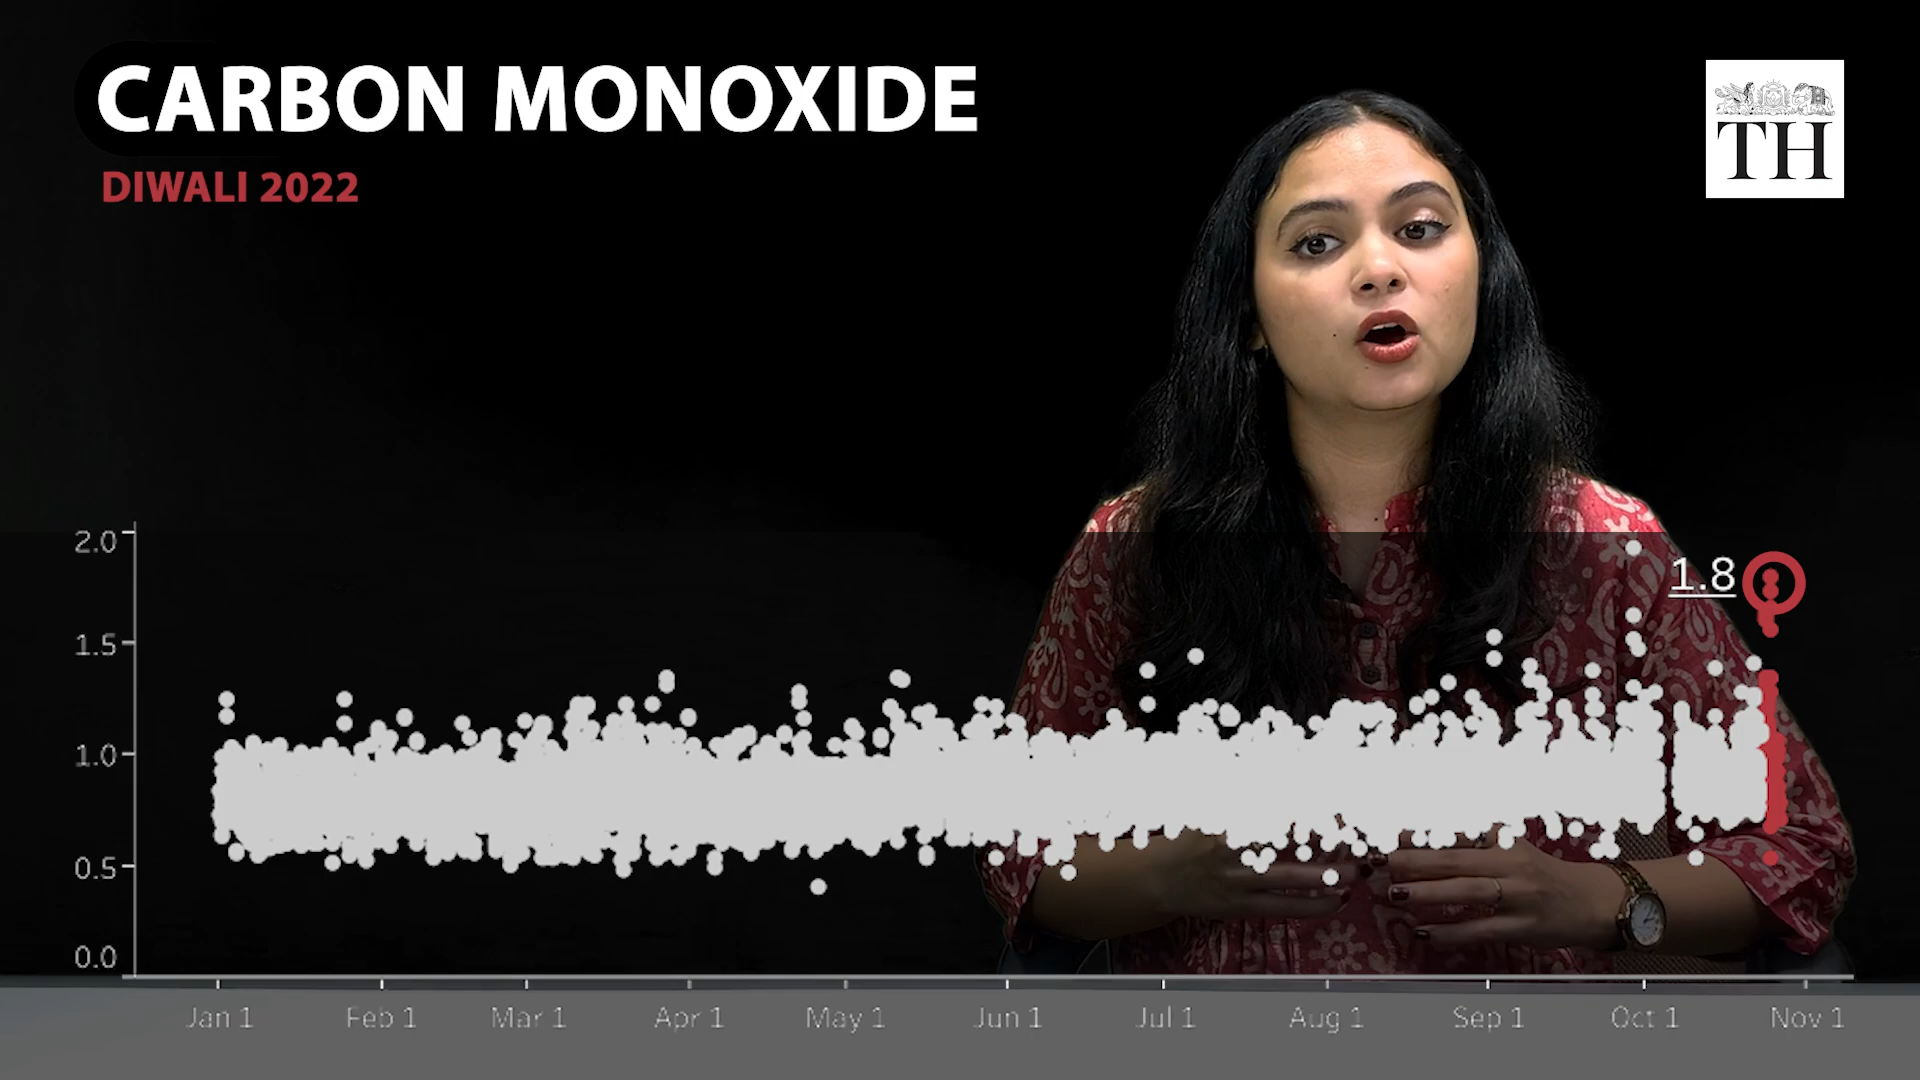 CARBON MONOXIDE
DIWALI 2022
TH
2.0
1.8
1.5
1.0
0.5
0.0
Jan 1 Feb 1 Mar 1 Apr 1 May 1 Jun 1 Jul 1 Aug 1 Sep 1 Oct 1 Nov 1